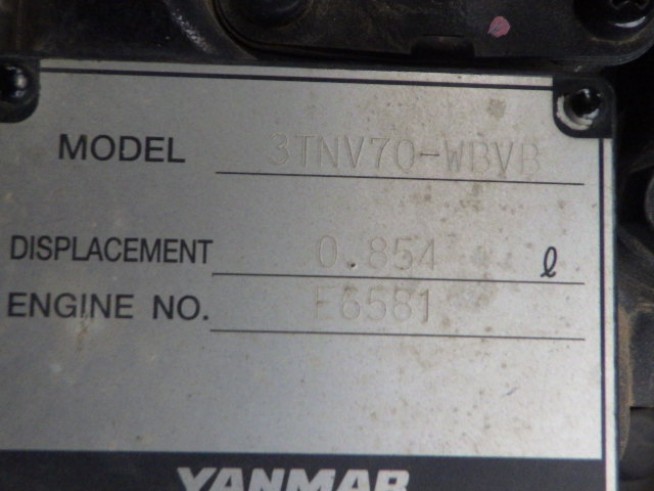 MODEL 3TNV70-WBVB
DISPLACEMENT 0.854 ℓ
ENGINE NO. E6581
YANMAR